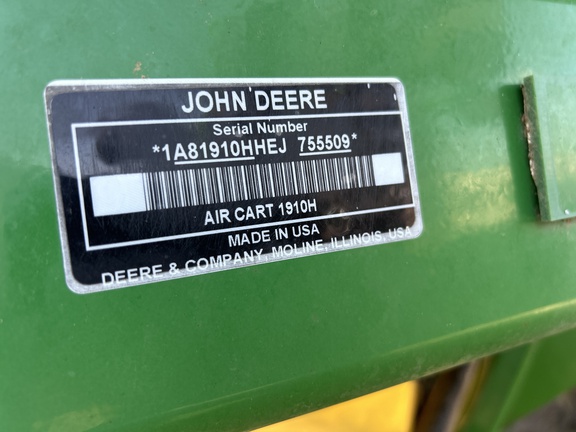 JOHN DEERE
Serial Number
*1A81910HHEJ 755509*
AIR CART 1910H
MADE IN USA
DEERE & COMPANY, MOLINE, ILLINOIS, USA